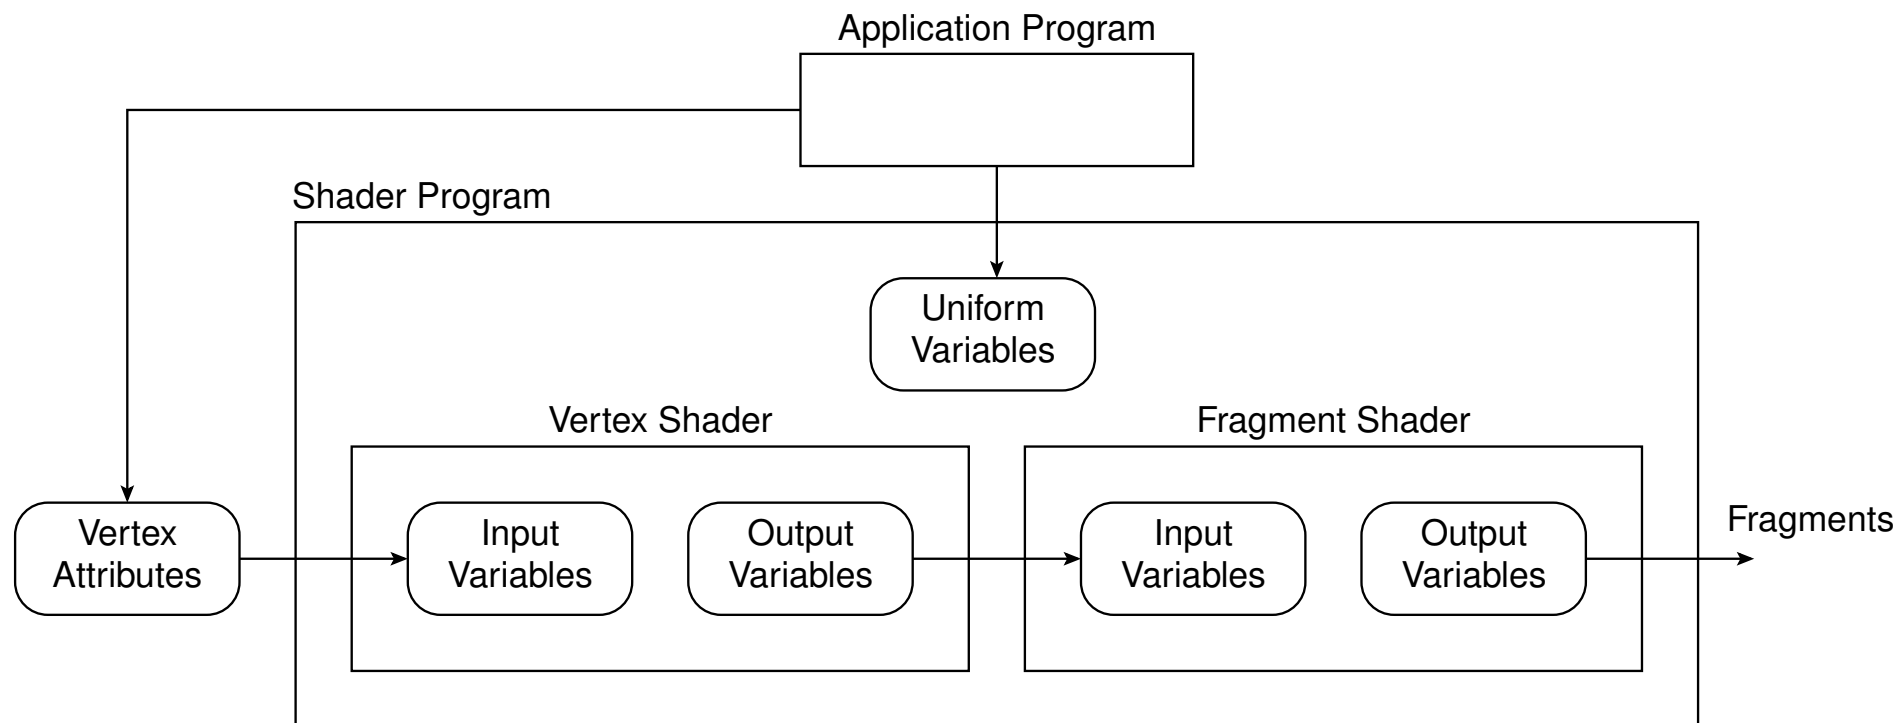 Application Program
Shader Program
Uniform
Variables
Vertex Shader
Fragment Shader
Vertex
Attributes
Input
Variables
Output
Variables
Input
Variables
Output
Variables
Fragments